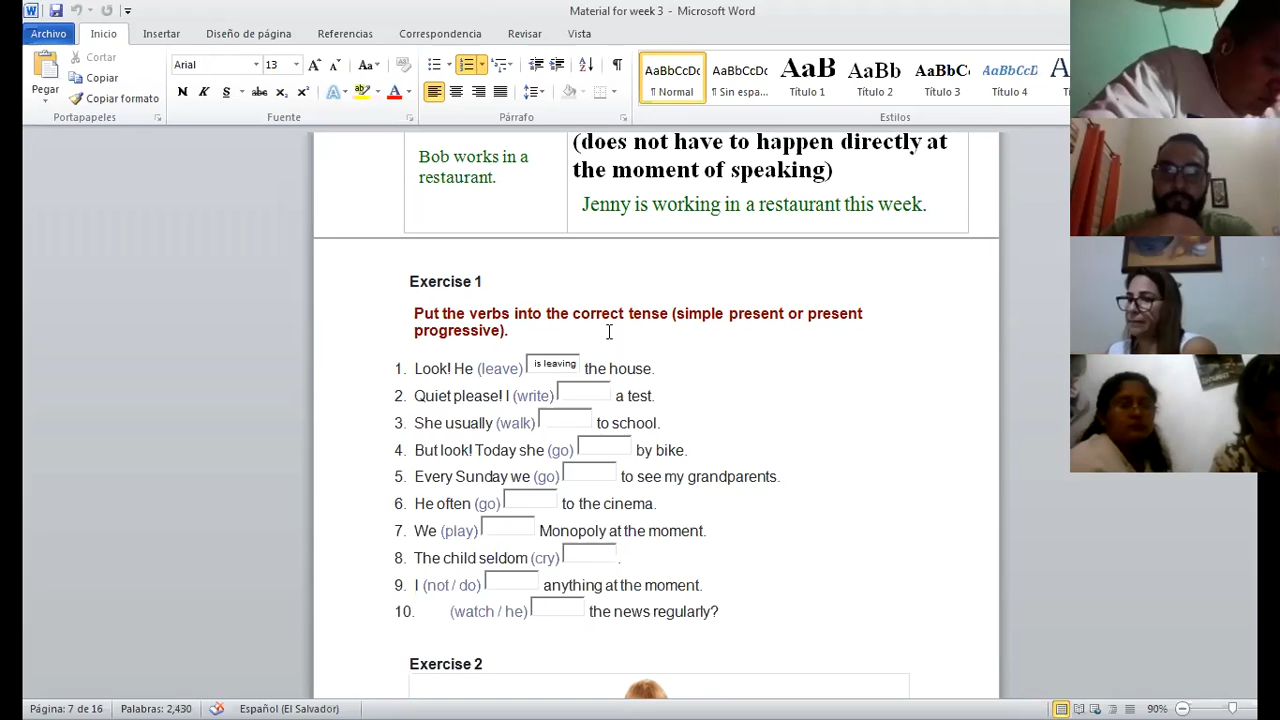 Material for week 3 - Microsoft Word
Archivo Inicio Insertar Diseño de página Referencias Correspondencia Revisar Vista
Cortar
Copiar
Copiar formato
Pegar
Portapapeles
Arial 13
Aa
N K S abc x₂ x² A ab A
Fuente
Párrafo
AaBbCcDc AaBbCcDc AaB AaBb AaBbC AaBbCcD
¶ Normal ¶ Sin espa... Título 1 Título 2 Título 3 Título 4
Estilos
Bob works in a
restaurant.
(does not have to happen directly at
the moment of speaking)
Jenny is working in a restaurant this week.
Exercise 1
Put the verbs into the correct tense (simple present or present
progressive).
1. Look! He (leave) is leaving the house.
2. Quiet please! I (write) a test.
3. She usually (walk) to school.
4. But look! Today she (go) by bike.
5. Every Sunday we (go) to see my grandparents.
6. He often (go) to the cinema.
7. We (play) Monopoly at the moment.
8. The child seldom (cry) .
9. I (not / do) anything at the moment.
10. (watch / he) the news regularly?
Exercise 2
Página: 7 de 16 Palabras: 2,430 Español (El Salvador) 90%